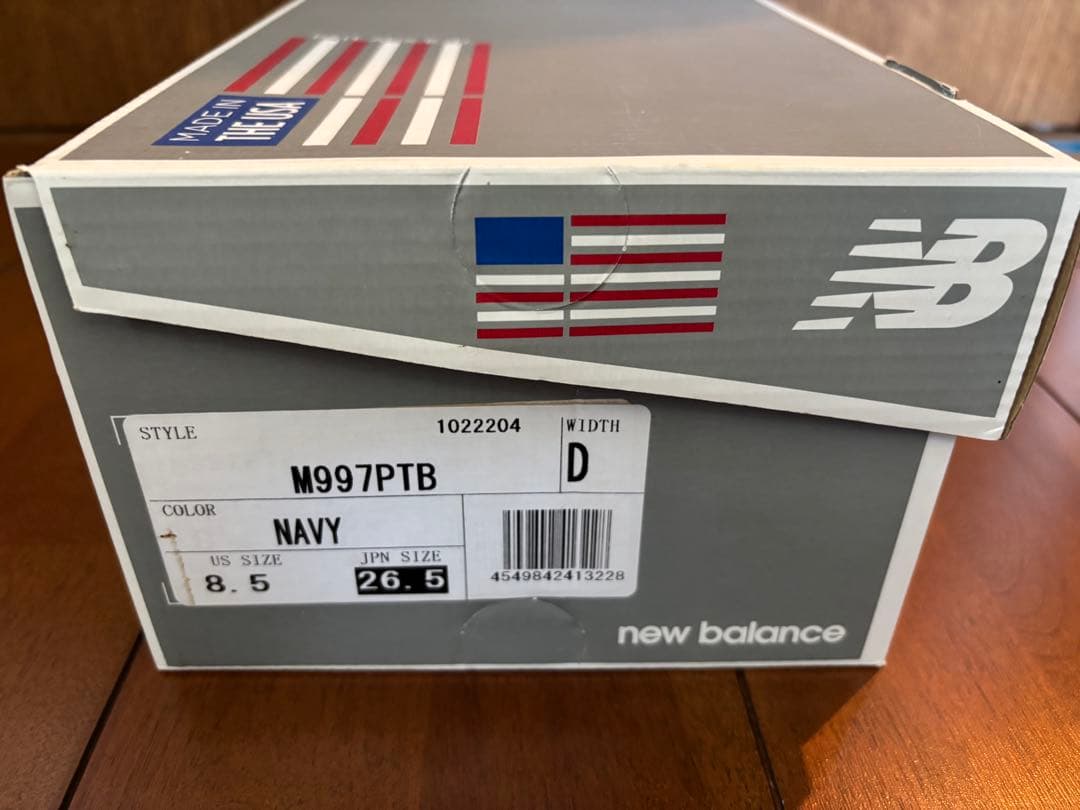 MADE IN
THE USA
NB
STYLE 1022204 WIDTH
M997PTB D
COLOR
NAVY
US SIZE JPN SIZE
8.5 26.5
4549842413228
new balance